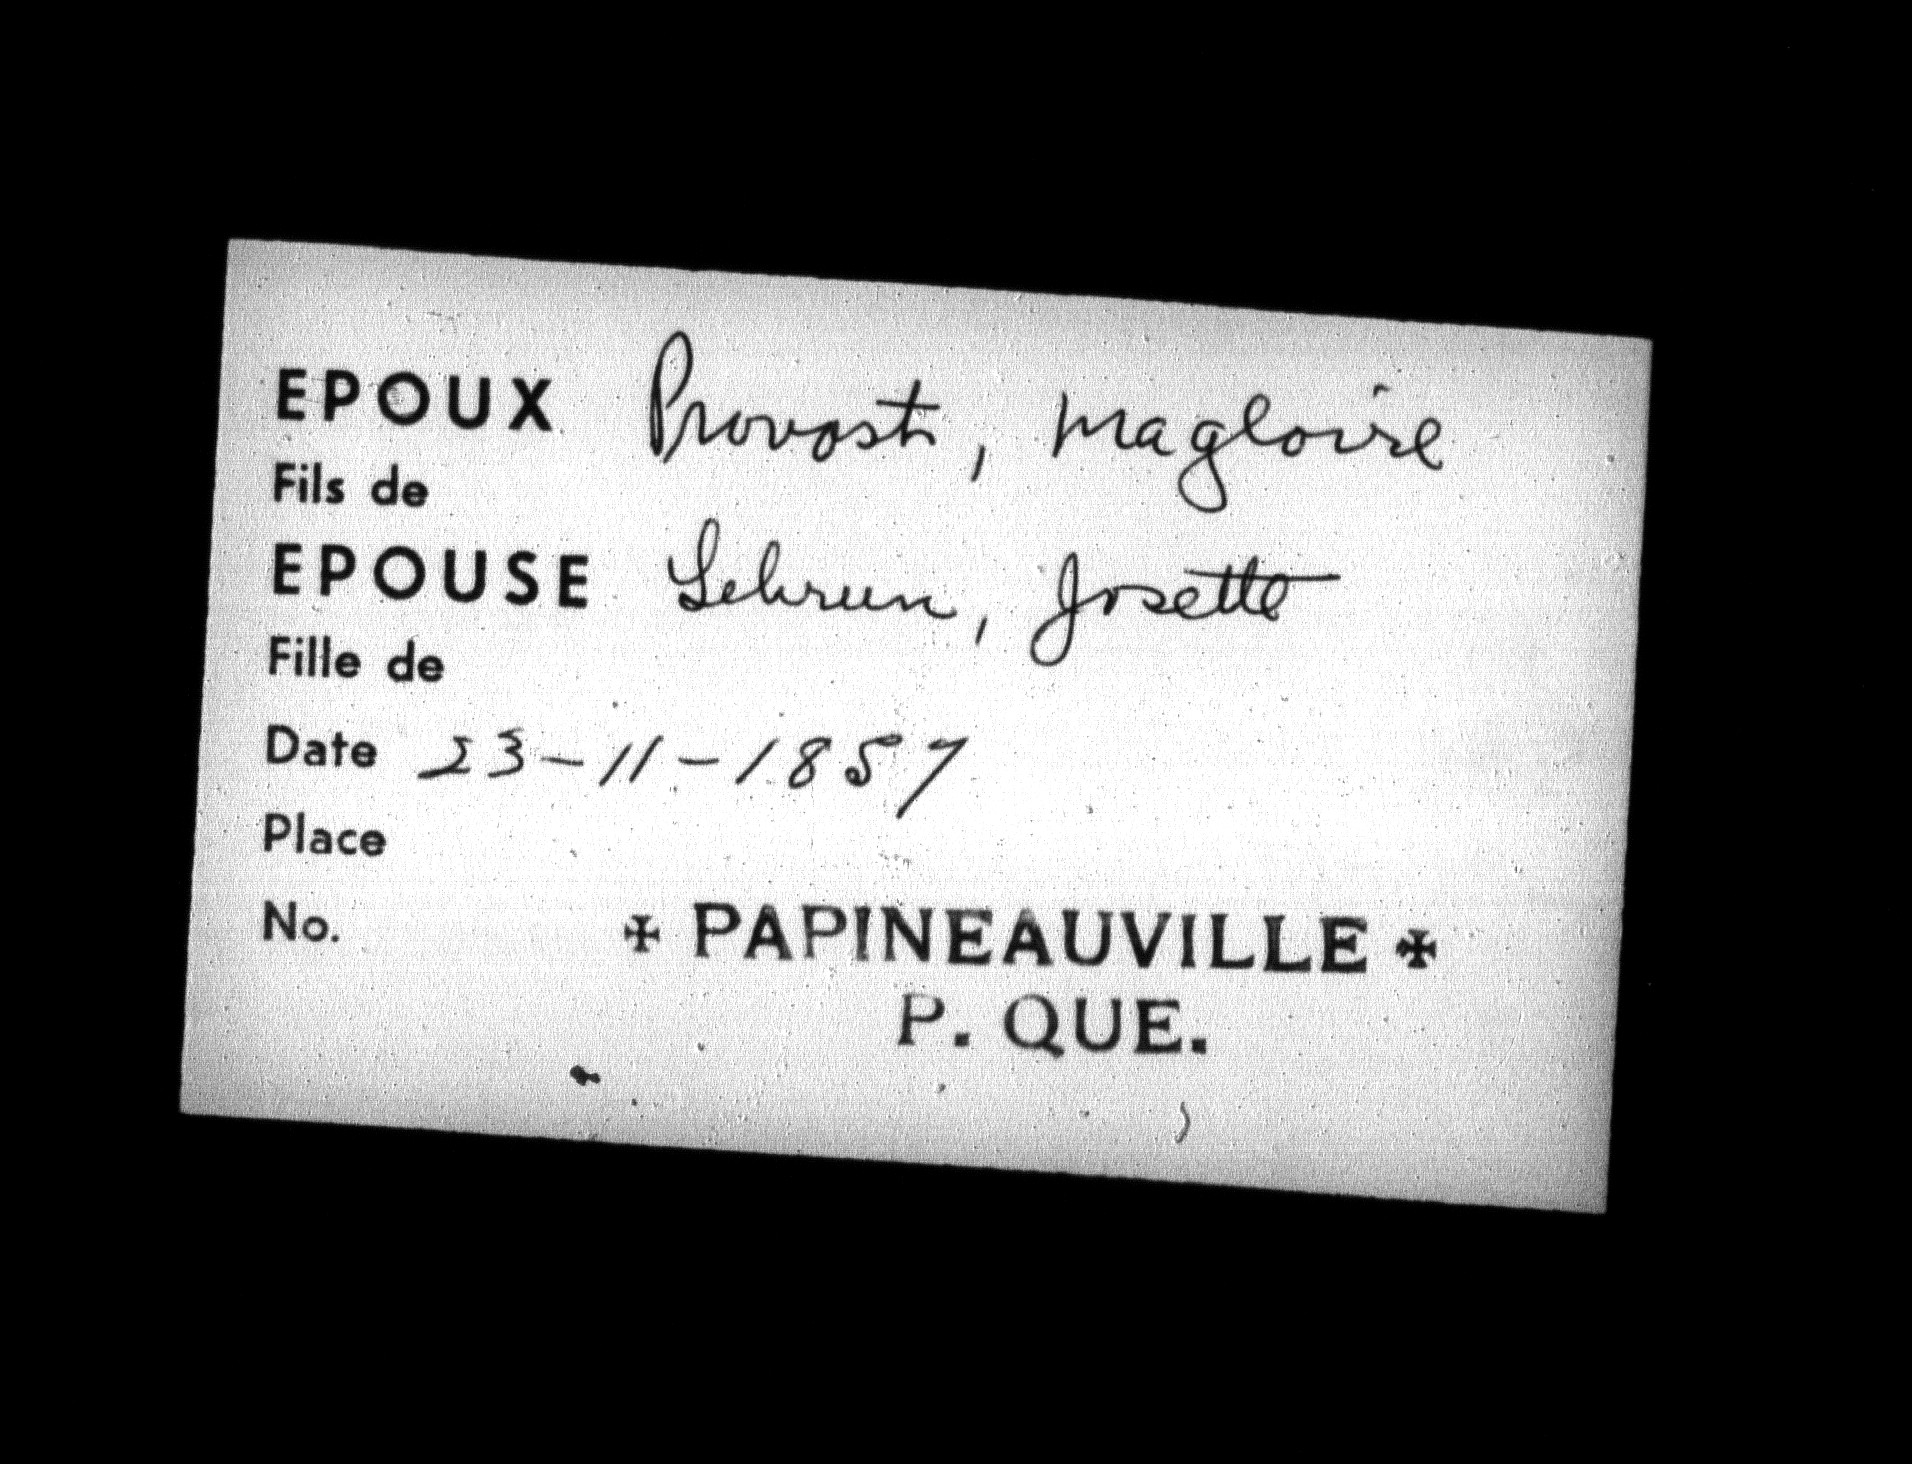 EPOUX Provost, Magloire
Fils de
EPOUSE Lebrun, Josette
Fille de
Date 23-11-1857
Place
No.
✠ PAPINEAUVILLE ✠
P. QUE.